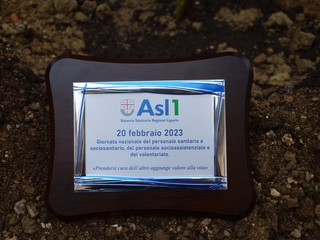 Asl1
Sistema Sanitario Regione Liguria
20 febbraio 2023
Giornata nazionale del personale sanitario e
sociosanitario, del personale socioassistenziale e
del volontariato.
«Prendersi cura dell'altro aggiunge valore alla vita»